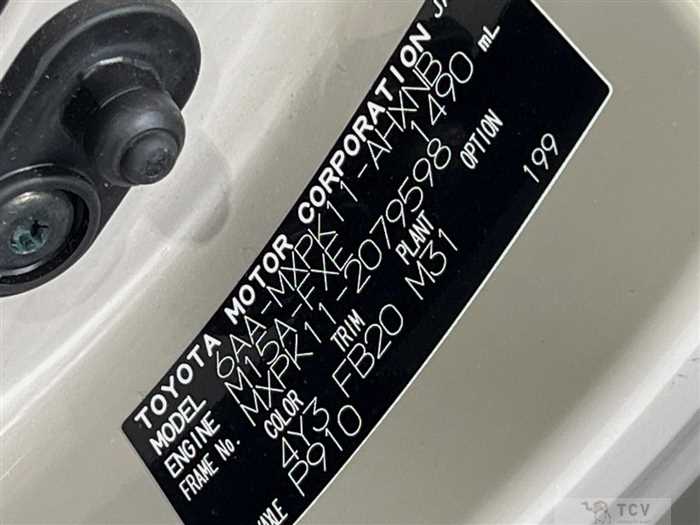 TOYOTA MOTOR CORPORATION
MODEL 6AA-MXPK11-AHXNB
ENGINE M15A-FXE 1490 mL
FRAME No. MXPK11-2079598
COLOR TRIM PLANT OPTION
4Y3 FB20 M31 199
P910
TCV